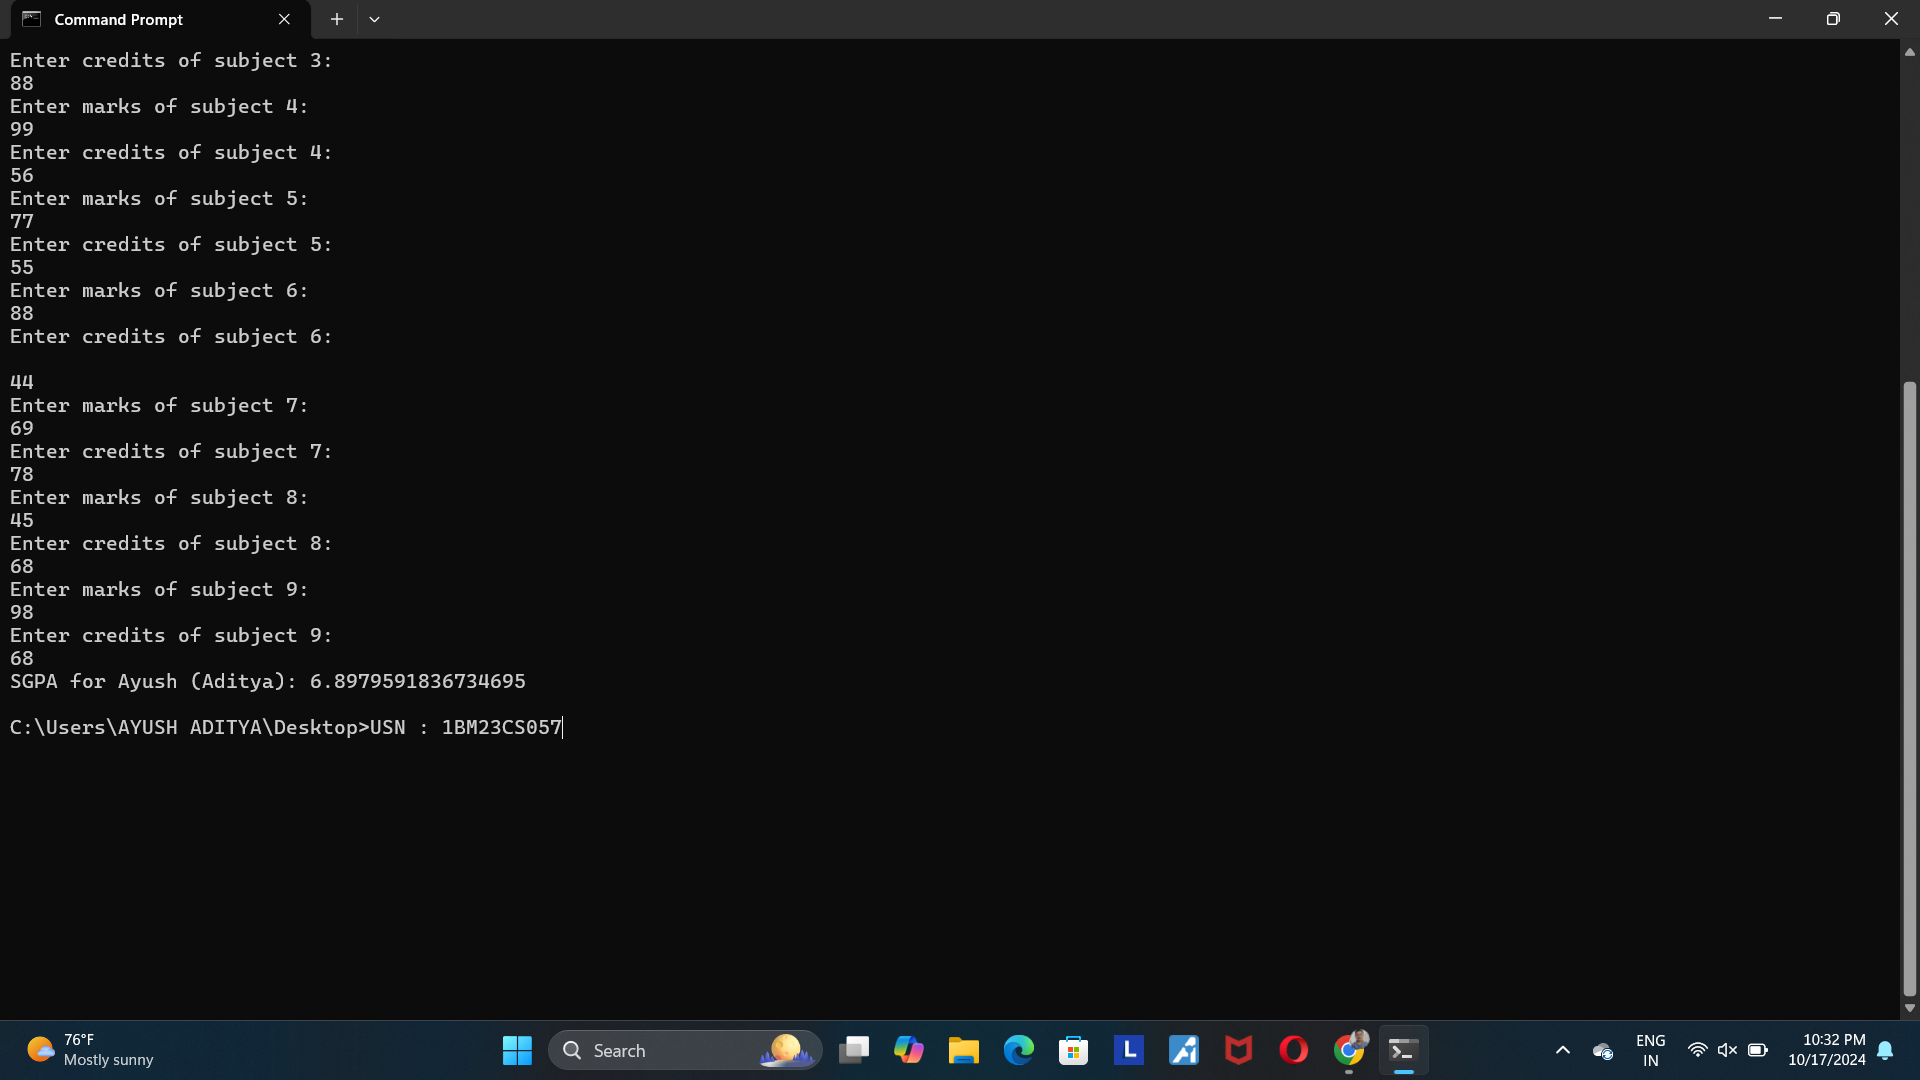 Command Prompt
Enter credits of subject 3:
88
Enter marks of subject 4:
99
Enter credits of subject 4:
56
Enter marks of subject 5:
77
Enter credits of subject 5:
55
Enter marks of subject 6:
88
Enter credits of subject 6:
44
Enter marks of subject 7:
69
Enter credits of subject 7:
78
Enter marks of subject 8:
45
Enter credits of subject 8:
68
Enter marks of subject 9:
98
Enter credits of subject 9:
68
SGPA for Ayush (Aditya): 6.8979591836734695
C:\Users\AYUSH ADITYA\Desktop>USN : 1BM23CS057
76°F
Mostly sunny
Search
L
ENG
IN
10:32 PM
10/17/2024